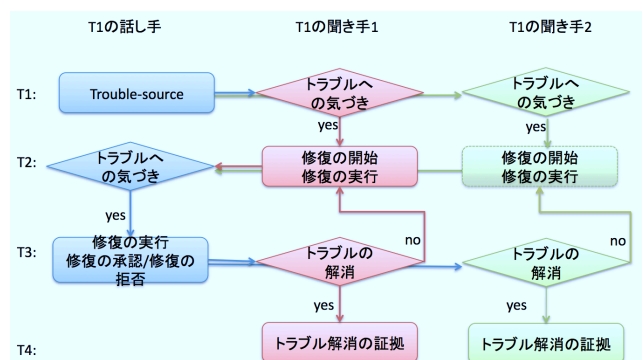 T1の話し手 T1の聞き手1 T1の聞き手2
T1:
Trouble-source
トラブルへ
の気づき
トラブルへ
の気づき
yes
yes
T2:
トラブルへ
の気づき
修復の開始
修復の実行
修復の開始
修復の実行
yes
no
no
T3:
修復の実行
修復の承認/修復の
拒否
トラブルの
解消
トラブルの
解消
yes
yes
T4:
トラブル解消の証拠
トラブル解消の証拠